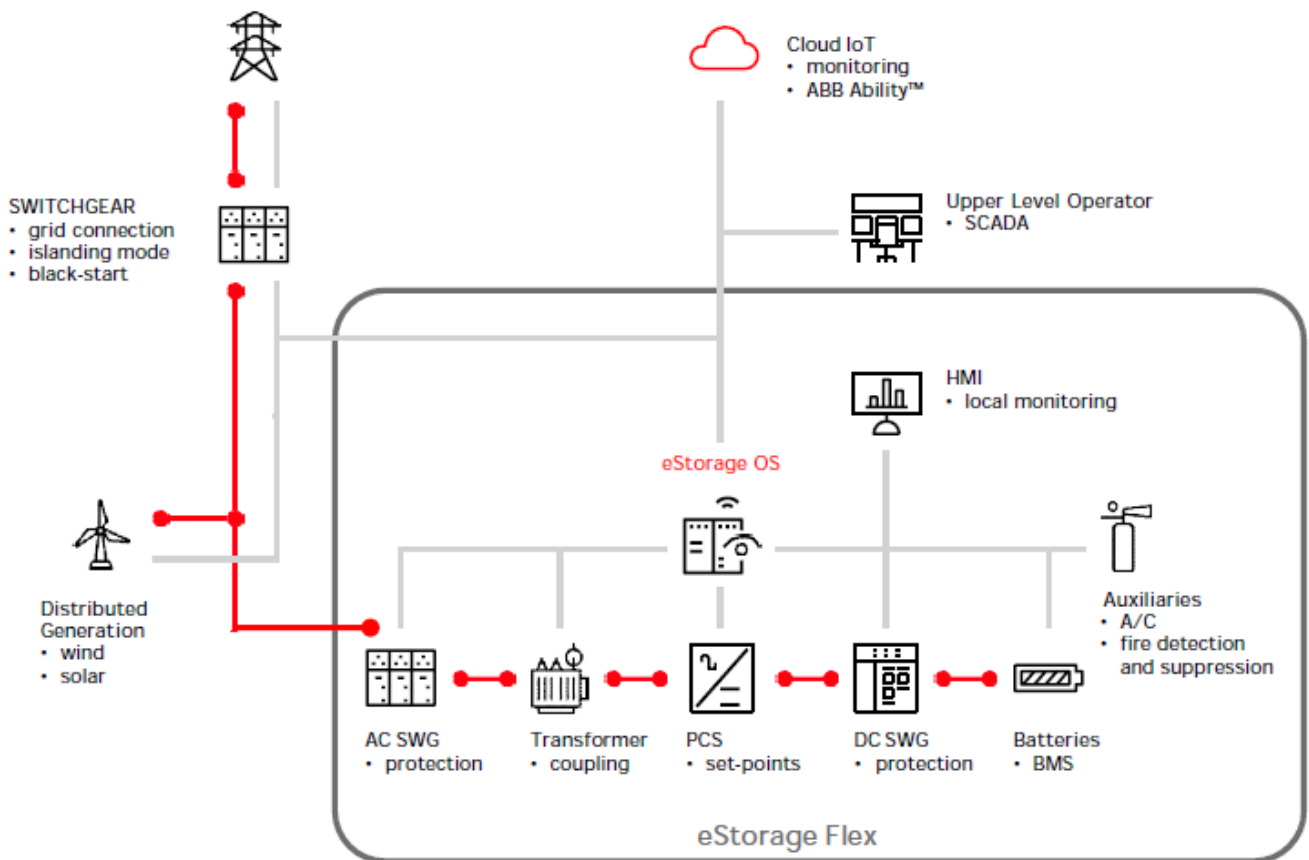 Cloud IoT
• monitoring
• ABB Ability™
SWITCHGEAR
• grid connection
• islanding mode
• black-start
Upper Level Operator
• SCADA
HMI
• local monitoring
eStorage OS
Distributed
Generation
• wind
• solar
Auxiliaries
• A/C
• fire detection
and suppression
AC SWG
• protection
Transformer
• coupling
PCS
• set-points
DC SWG
• protection
Batteries
• BMS
eStorage Flex